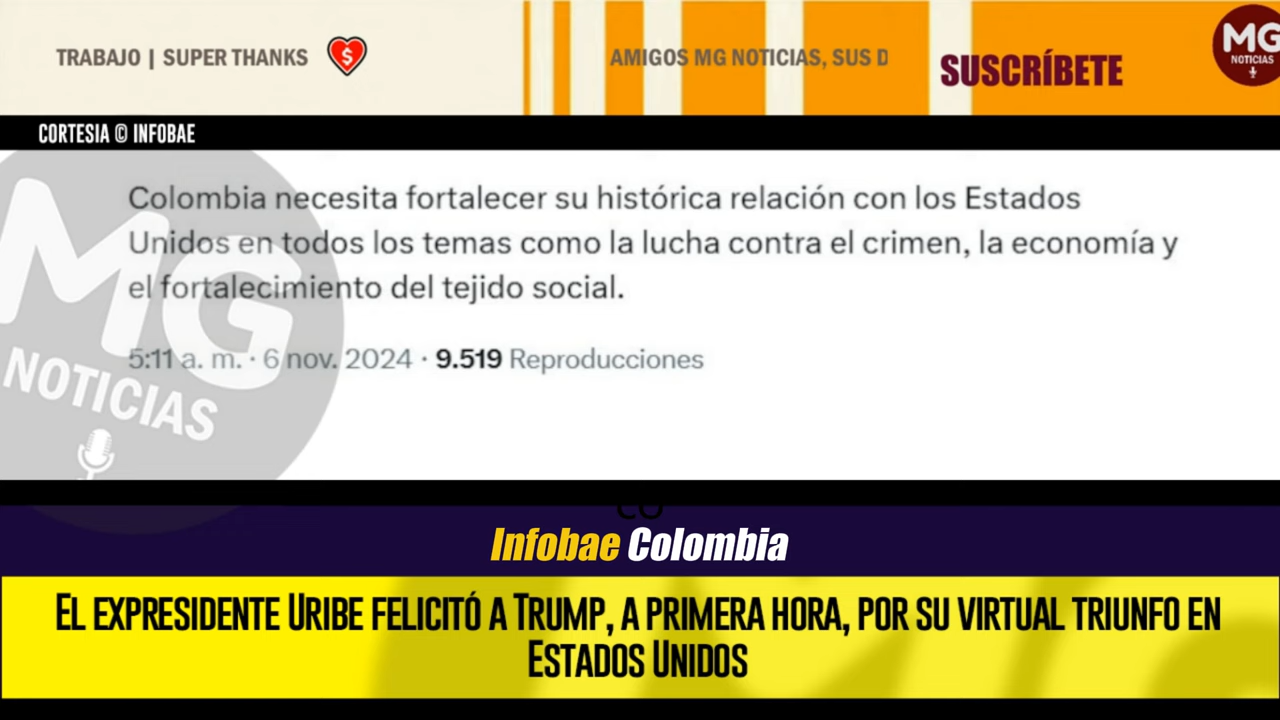 TRABAJO | SUPER THANKS $
AMIGOS MG NOTICIAS, SUS D
SUSCRÍBETE
MG
NOTICIAS
CORTESIA © INFOBAE
Colombia necesita fortalecer su histórica relación con los Estados
Unidos en todos los temas como la lucha contra el crimen, la economía y
el fortalecimiento del tejido social.
5:11 a. m. · 6 nov. 2024 · 9.519 Reproducciones
MG
NOTICIAS
CO
Infobae Colombia
EL EXPRESIDENTE URIBE FELICITÓ A TRUMP, A PRIMERA HORA, POR SU VIRTUAL TRIUNFO EN
ESTADOS UNIDOS